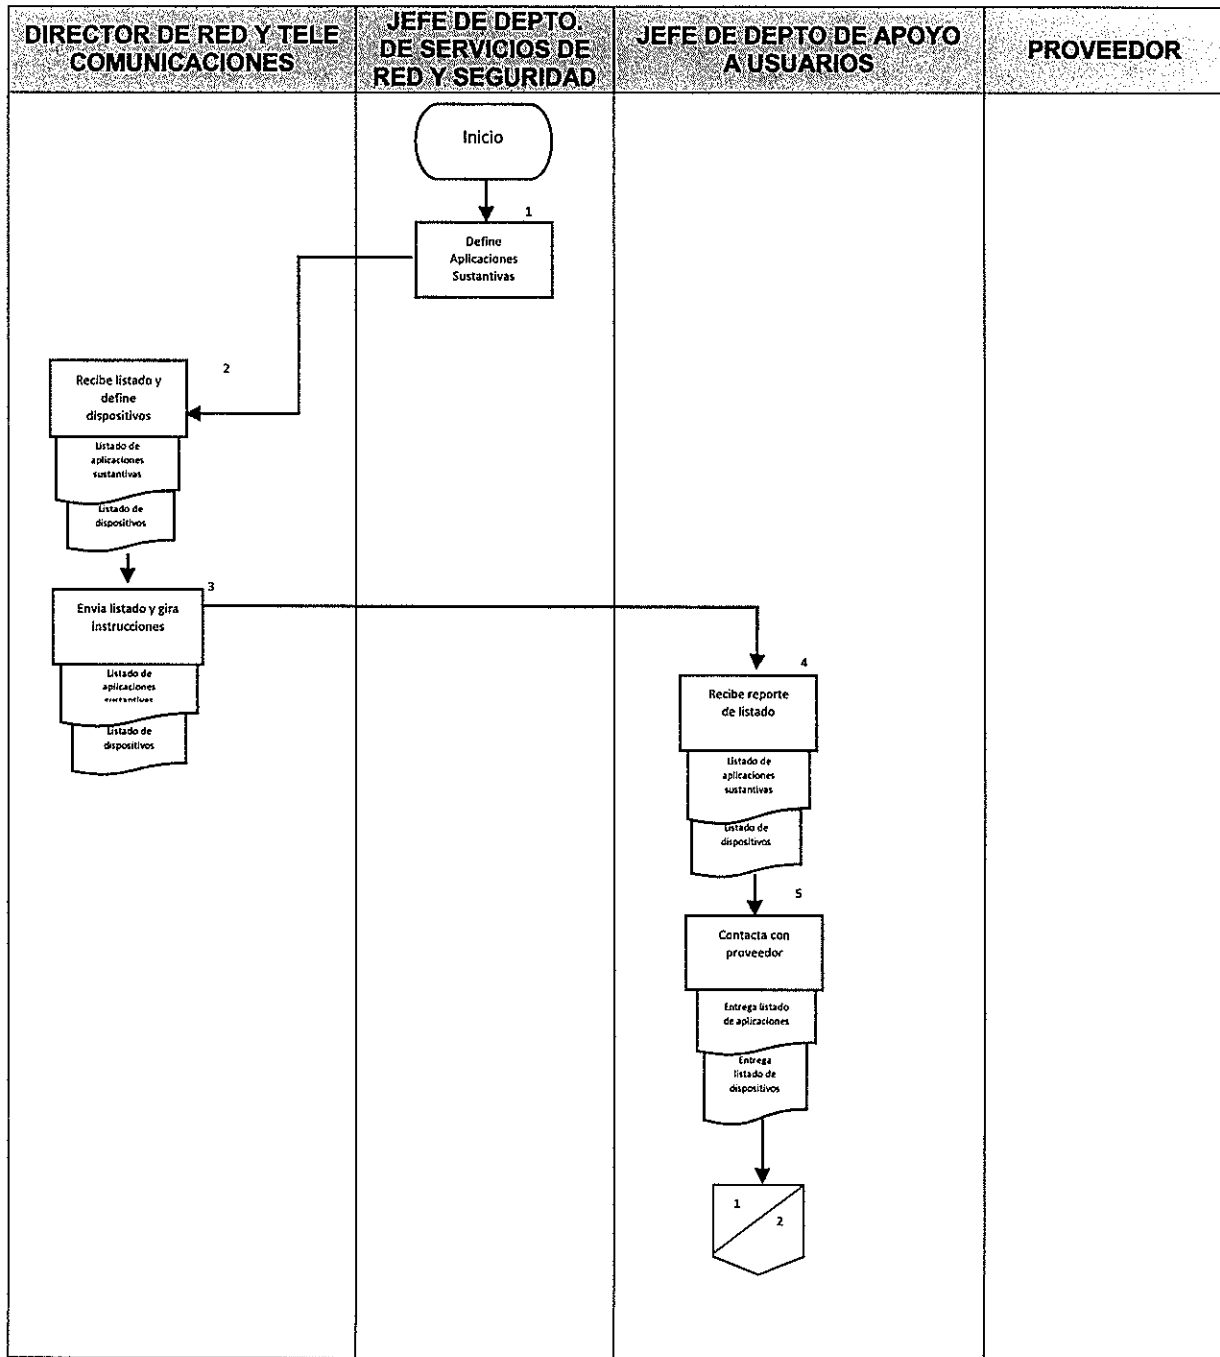 DIRECTOR DE RED Y TELE
COMUNICACIONES
JEFE DE DEPTO.
DE SERVICIOS DE
RED Y SEGURIDAD
JEFE DE DEPTO DE APOYO
A USUARIOS
PROVEEDOR
Inicio
1
Define
Aplicaciones
Sustantivas
2
Recibe listado y
define
dispositivos
Listado de
aplicaciones
sustantivas
Listado de
dispositivos
3
Envia listado y gira
instrucciones
Listado de
aplicaciones
sustantivas
Listado de
dispositivos
4
Recibe reporte
de listado
Listado de
aplicaciones
sustantivas
Listado de
dispositivos
5
Contacta con
proveedor
Entrega listado
de aplicaciones
Entrega
listado de
dispositivos
1
2